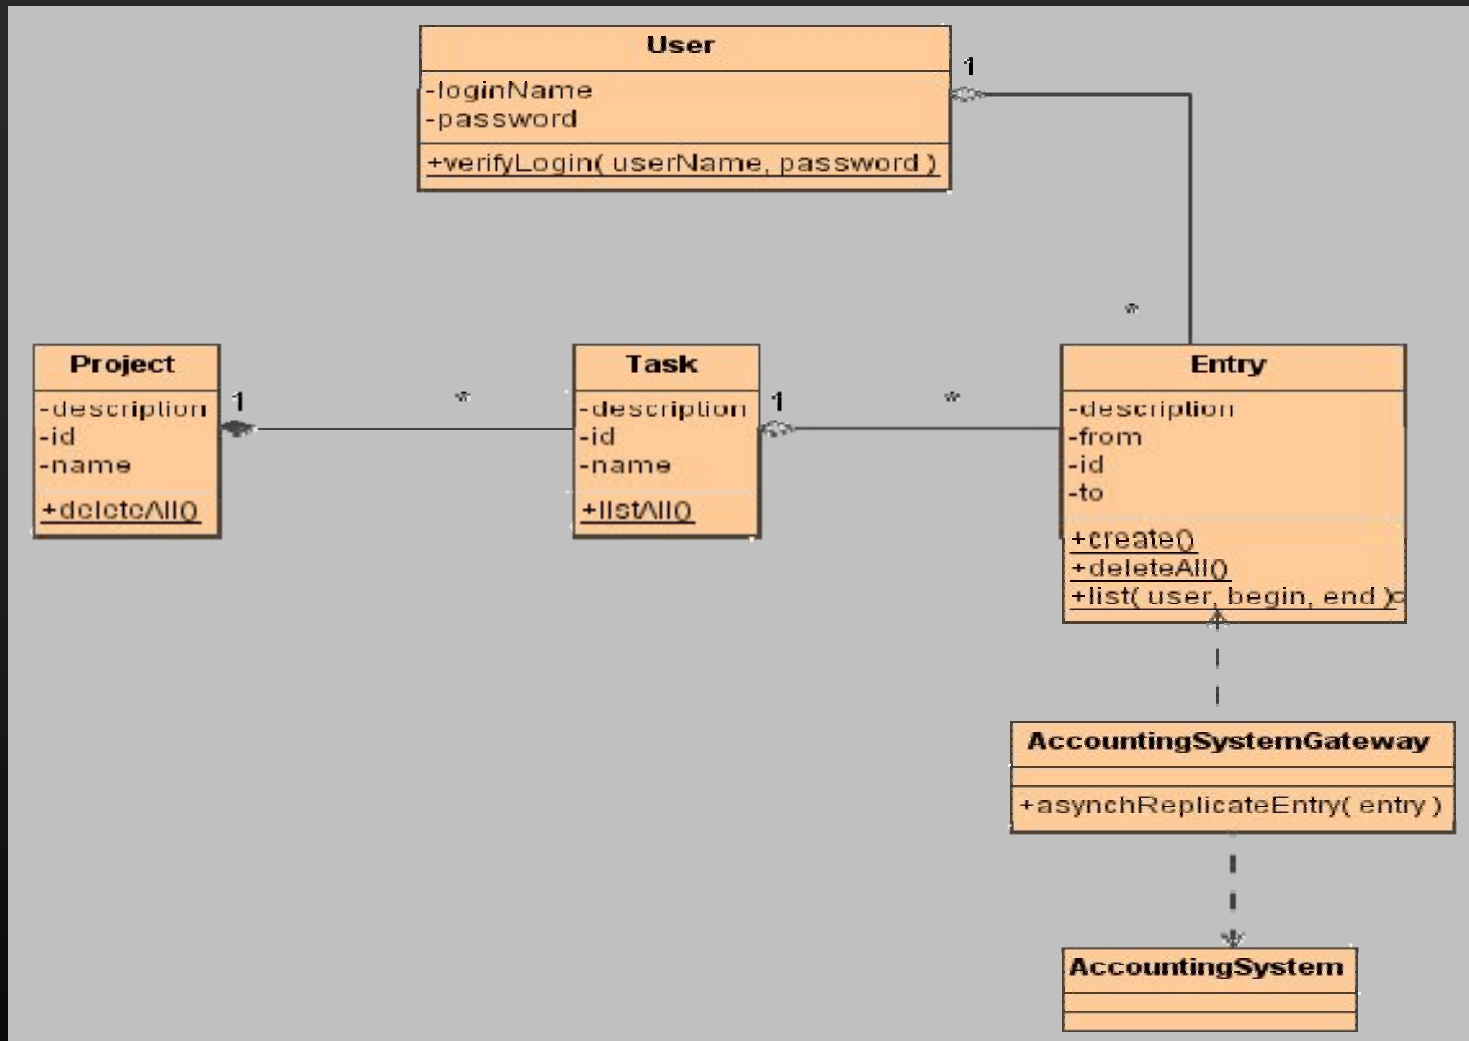 User
1
-loginName
-password
+verifyLogin( userName, password )
*
Project
-description
-id
-name
+deleteAll()
1
*
Task
-description
-id
-name
+listAll()
1
*
Entry
-description
-from
-id
-to
+create()
+deleteAll()
+list( user, begin, end )
AccountingSystemGateway
+asynchReplicateEntry( entry )
AccountingSystem